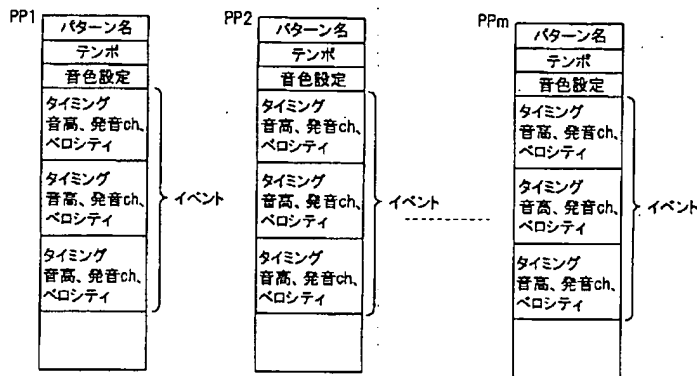 PP1
パターン名
テンポ
音色設定
タイミング
音高、発音ch、
ベロシティ
タイミング
音高、発音ch、
ベロシティ
タイミング
音高、発音ch、
ベロシティ
イベント
PP2
パターン名
テンポ
音色設定
タイミング
音高、発音ch、
ベロシティ
タイミング
音高、発音ch、
ベロシティ
タイミング
音高、発音ch、
ベロシティ
イベント
PPm
パターン名
テンポ
音色設定
タイミング
音高、発音ch、
ベロシティ
タイミング
音高、発音ch、
ベロシティ
タイミング
音高、発音ch、
ベロシティ
イベント